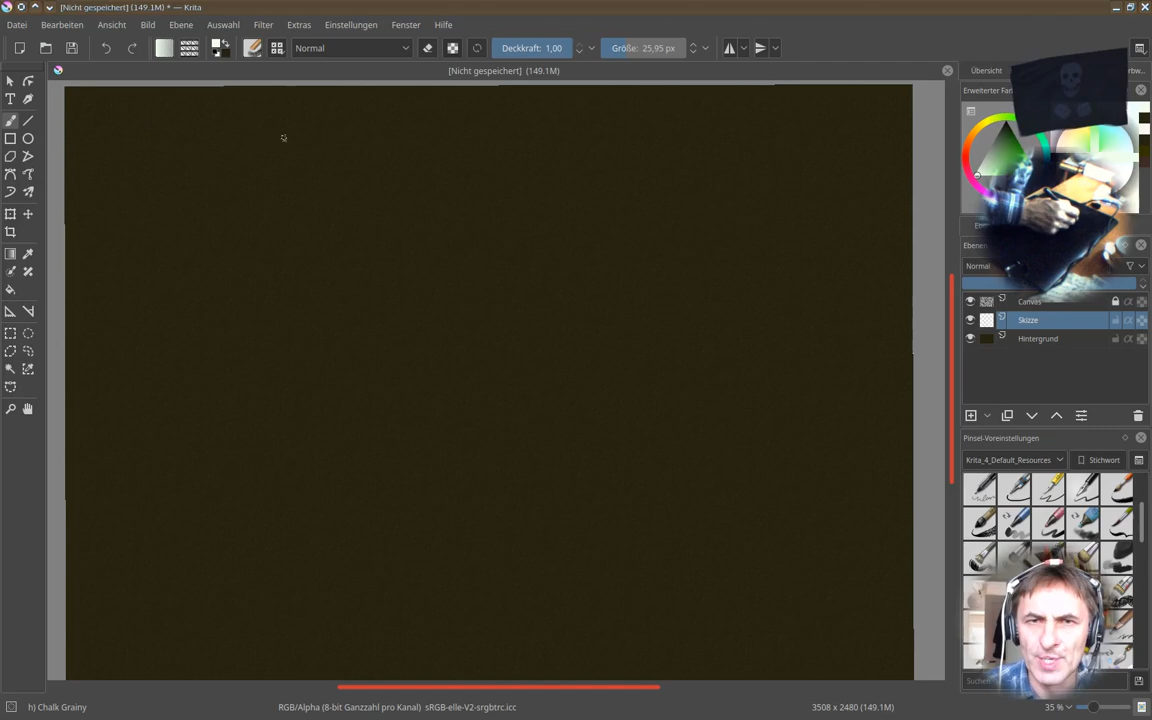 [Nicht gespeichert] (149.1M) * — Krita
Datei Bearbeiten Ansicht Bild Ebene Auswahl Filter Extras Einstellungen Fenster Hilfe
Normal Deckkraft: 1,00 Größe: 25,95 px
[Nicht gespeichert] (149.1M)
Übersicht
Ebenen
Normal
Canvas
Skizze
Hintergrund
Pinsel-Voreinstellungen
Krita_4_Default_Resources Stichwort
Suchen
h) Chalk Grainy RGB/Alpha (8-bit Ganzzahl pro Kanal) sRGB-elle-V2-srgbtrc.icc 3508 x 2480 (149.1M) 35 %